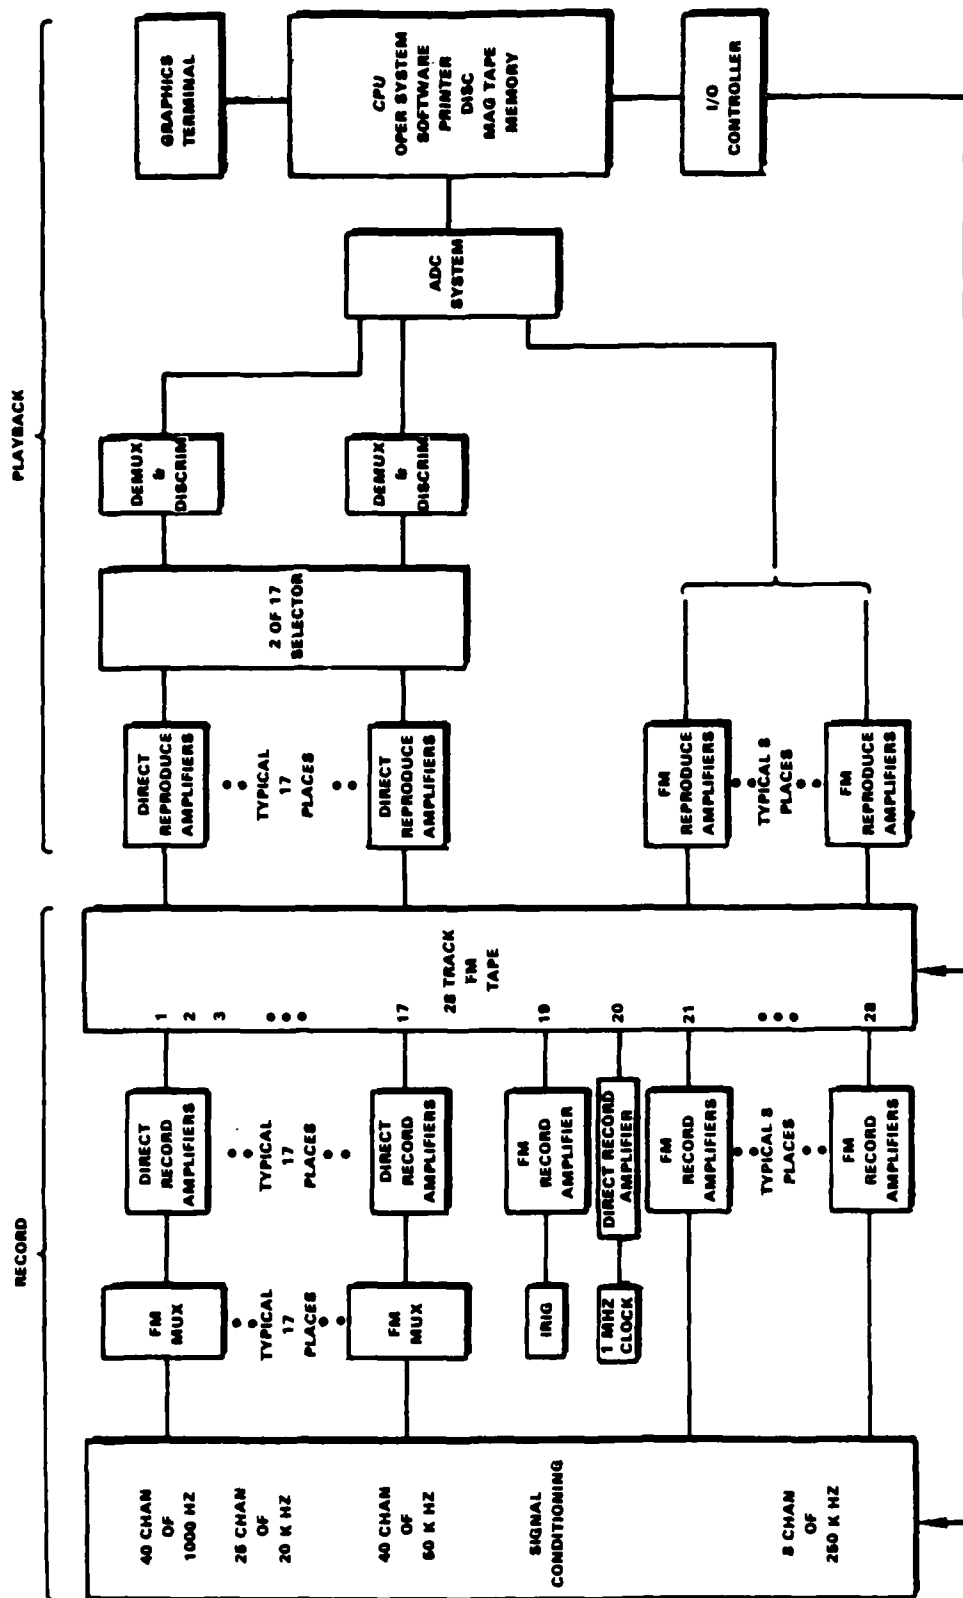 RECORD
PLAYBACK
40 CHAN
OF
1000 HZ
25 CHAN
OF
20 K HZ
40 CHAN
OF
50 K HZ
SIGNAL
CONDITIONING
8 CHAN
OF
250 K HZ
FM
MUX
TYPICAL
17
PLACES
FM
MUX
IRIG
1 MHZ
CLOCK
DIRECT
RECORD
AMPLIFIERS
TYPICAL
17
PLACES
DIRECT
RECORD
AMPLIFIERS
FM
RECORD
AMPLIFIER
DIRECT RECORD
AMPLIFIER
FM
RECORD
AMPLIFIERS
TYPICAL 8
PLACES
FM
RECORD
AMPLIFIERS
1
2
3
17
19
20
21
28
28 TRACK
FM
TAPE
DIRECT
REPRODUCE
AMPLIFIERS
TYPICAL
17
PLACES
DIRECT
REPRODUCE
AMPLIFIERS
FM
REPRODUCE
AMPLIFIERS
TYPICAL 8
PLACES
FM
REPRODUCE
AMPLIFIERS
2 OF 17
SELECTOR
DEMUX
&
DISCRIM
DEMUX
&
DISCRIM
ADC
SYSTEM
GRAPHICS
TERMINAL
CPU
OPER SYSTEM
SOFTWARE
PRINTER
DISC
MAG TAPE
MEMORY
I/O
CONTROLLER